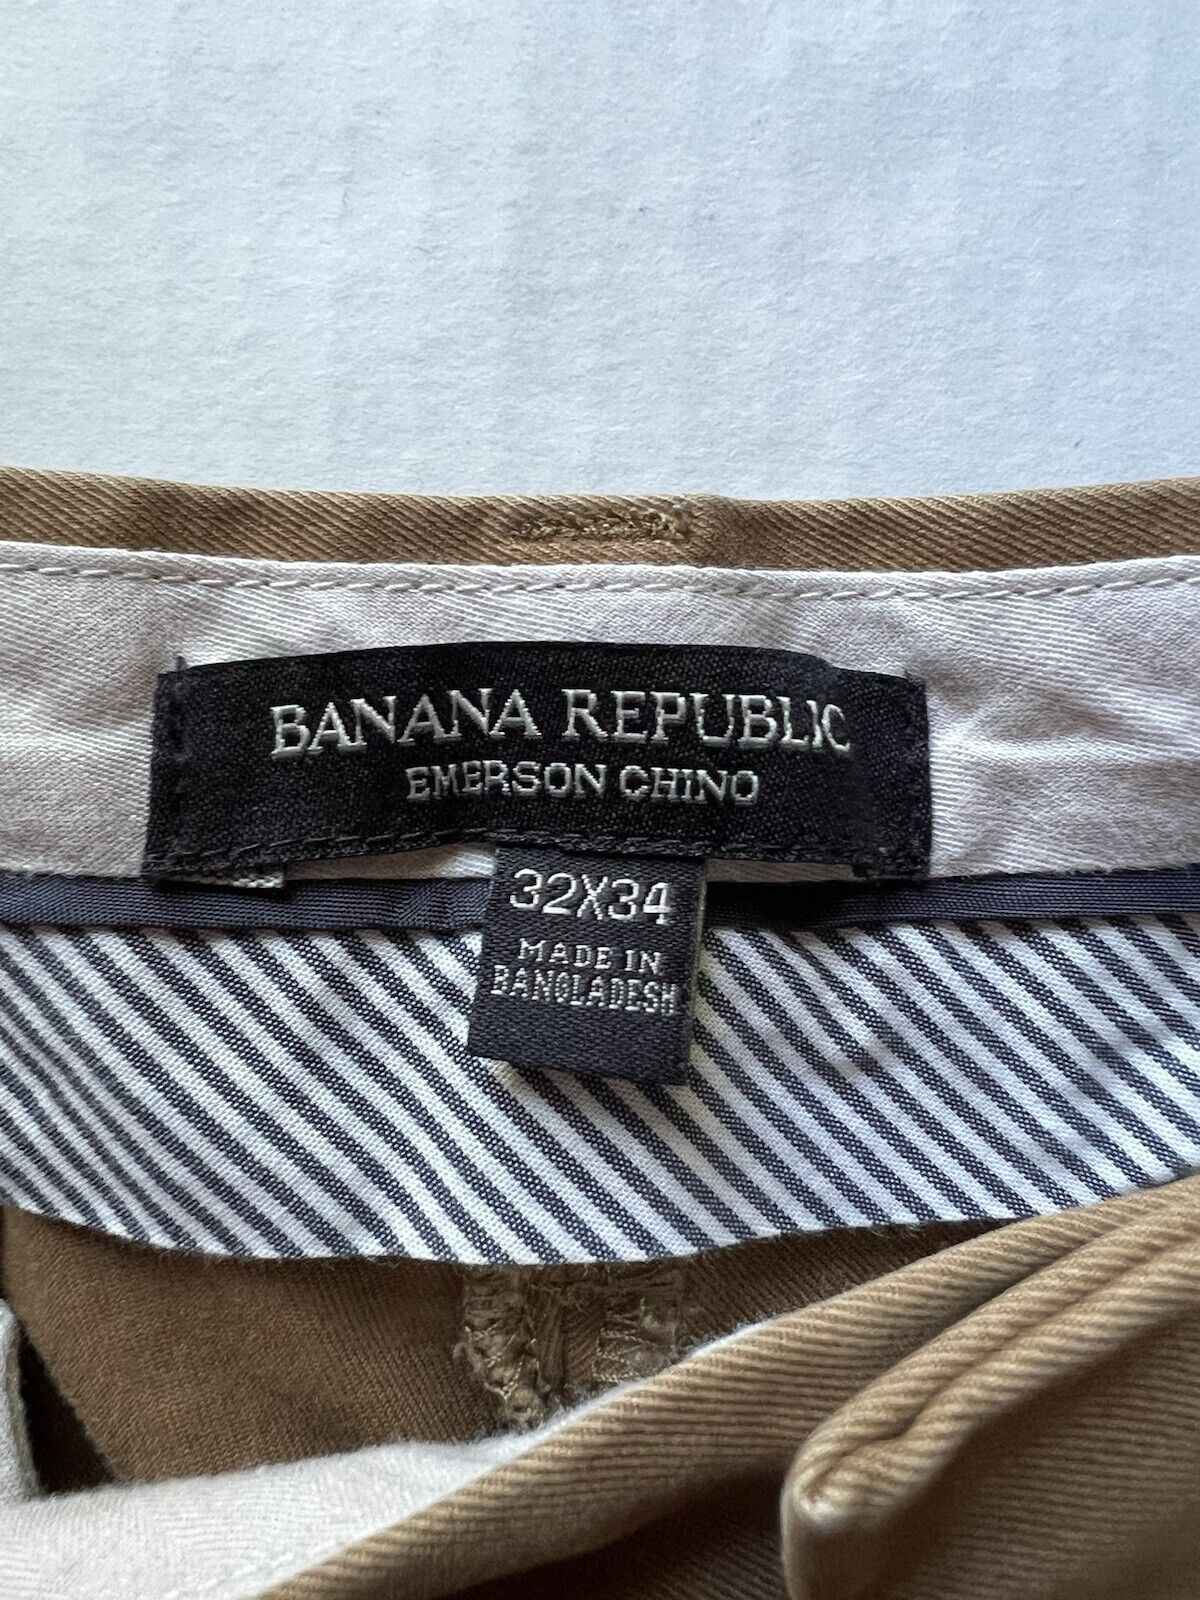 BANANA REPUBLIC
EMERSON CHINO
32X34
MADE IN
BANGLADESH